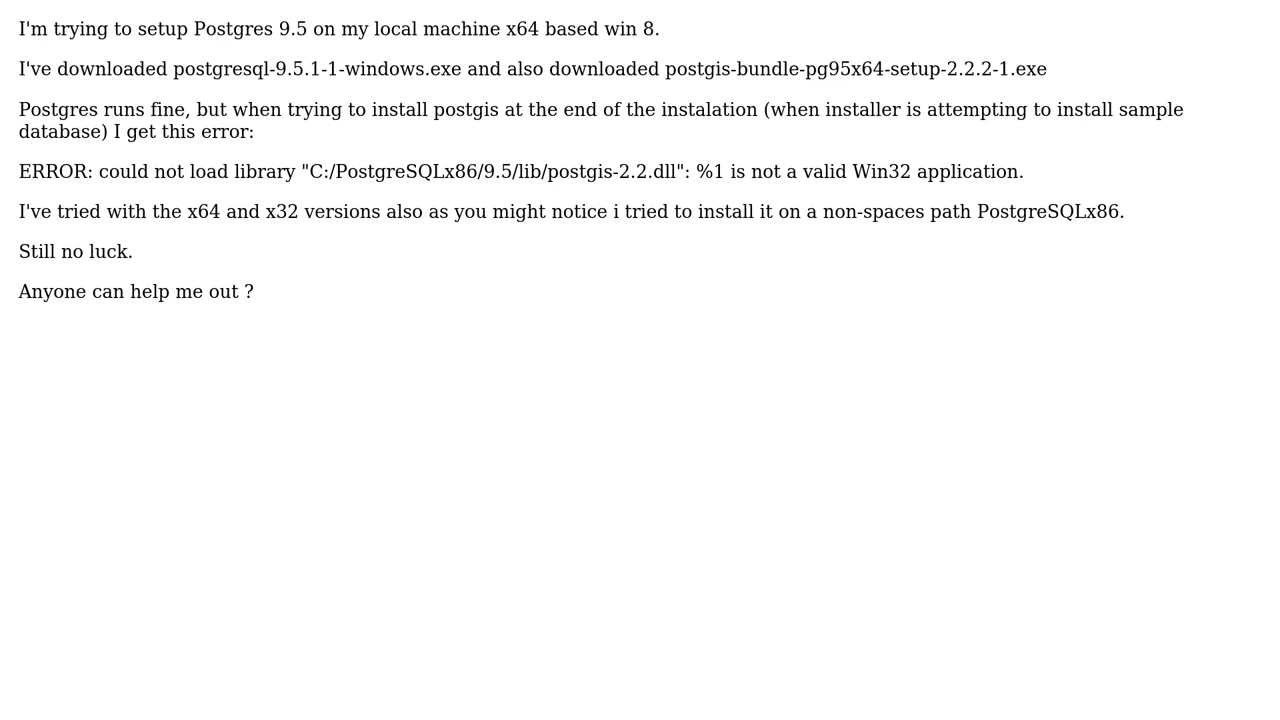 I'm trying to setup Postgres 9.5 on my local machine x64 based win 8.
I've downloaded postgresql-9.5.1-1-windows.exe and also downloaded postgis-bundle-pg95x64-setup-2.2.2-1.exe
Postgres runs fine, but when trying to install postgis at the end of the instalation (when installer is attempting to install sample
database) I get this error:
ERROR: could not load library "C:/PostgreSQLx86/9.5/lib/postgis-2.2.dll": %1 is not a valid Win32 application.
I've tried with the x64 and x32 versions also as you might notice i tried to install it on a non-spaces path PostgreSQLx86.
Still no luck.
Anyone can help me out ?